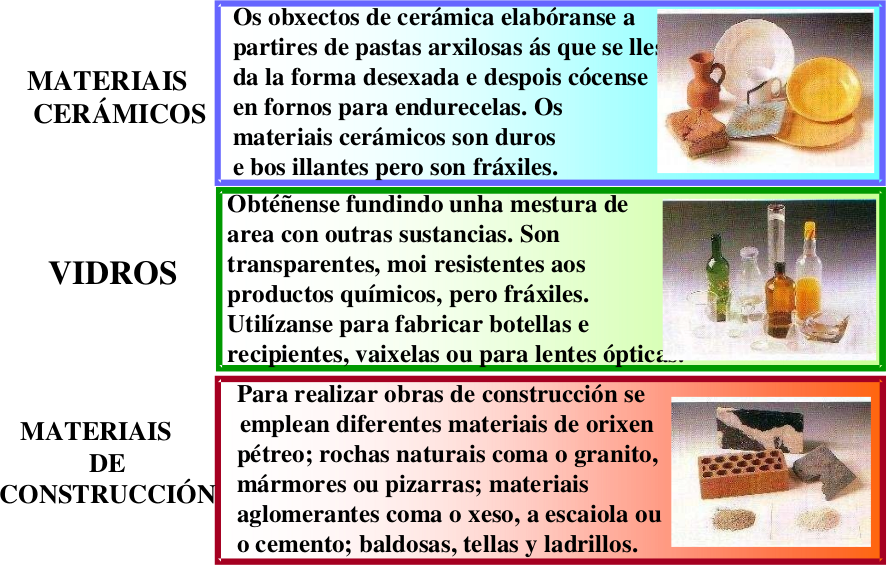 MATERIAIS
CERÁMICOS
Os obxectos de cerámica elabóranse a
partires de pastas arxilosas ás que se lles
da la forma desexada e despois cócense
en fornos para endurecelas. Os
materiais cerámicos son duros
e bos illantes pero son fráxiles.
VIDROS
Obtéñense fundindo unha mestura de
area con outras sustancias. Son
transparentes, moi resistentes aos
productos químicos, pero fráxiles.
Utilízanse para fabricar botellas e
recipientes, vaixelas ou para lentes ópticas.
MATERIAIS
DE
CONSTRUCCIÓN
Para realizar obras de construcción se
emplean diferentes materiais de orixen
pétreo; rochas naturais coma o granito,
mármores ou pizarras; materiais
aglomerantes coma o xeso, a escaiola ou
o cemento; baldosas, tellas y ladrillos.